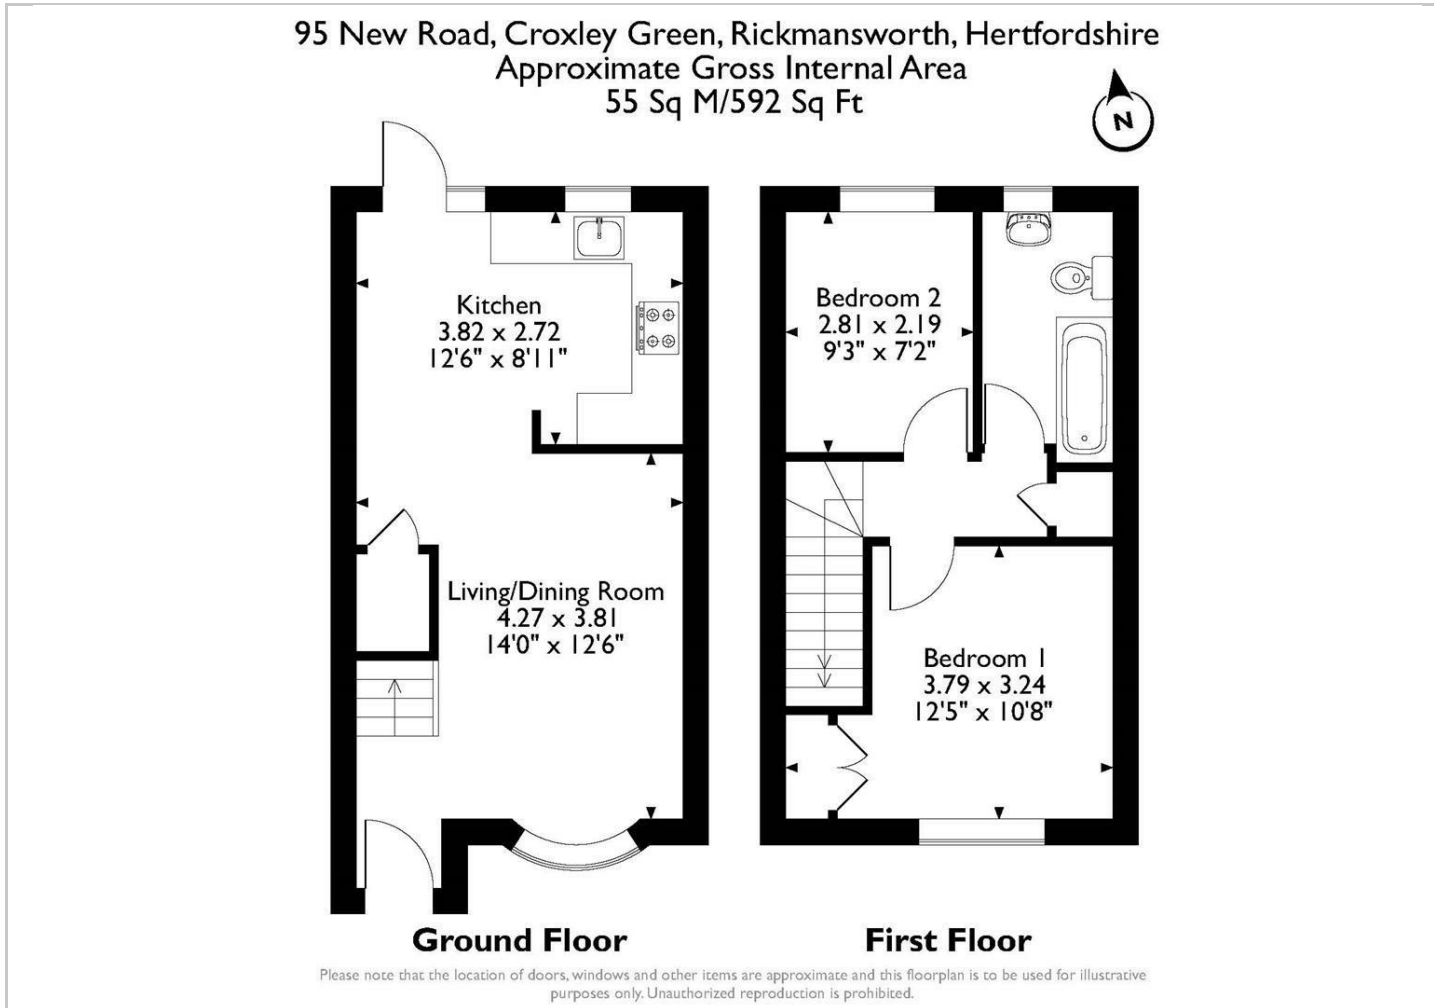 95 New Road, Croxley Green, Rickmansworth, Hertfordshire
Approximate Gross Internal Area
55 Sq M/592 Sq Ft
N
Kitchen
3.82 x 2.72
12'6" x 8'11"
Living/Dining Room
4.27 x 3.81
14'0" x 12'6"
Ground Floor
Bedroom 2
2.81 x 2.19
9'3" x 7'2"
Bedroom 1
3.79 x 3.24
12'5" x 10'8"
First Floor
Please note that the location of doors, windows and other items are approximate and this floorplan is to be used for illustrative
purposes only. Unauthorized reproduction is prohibited.